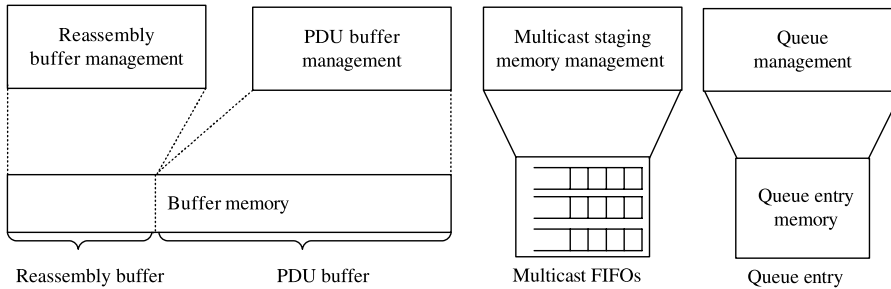 Reassembly
buffer management
PDU buffer
management
Multicast staging
memory management
Queue
management
Buffer memory
Queue entry
memory
Reassembly buffer
PDU buffer
Multicast FIFOs
Queue entry